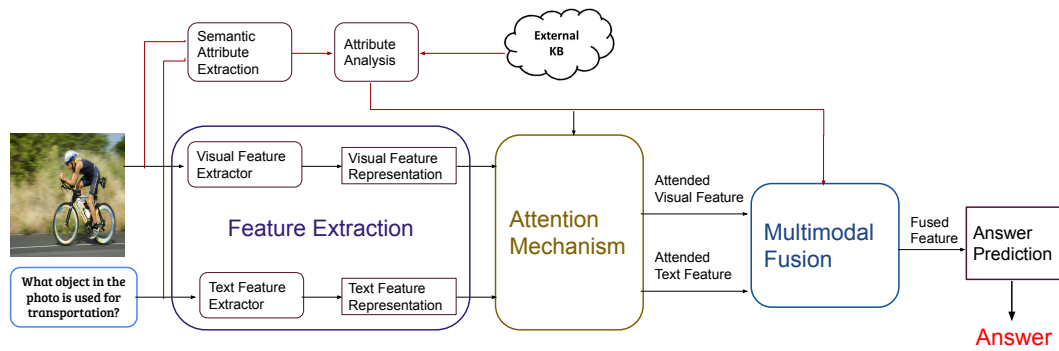 Semantic
Attribute
Extraction
Attribute
Analysis
External
KB
Visual Feature
Extractor
Visual Feature
Representation
Feature Extraction
Text Feature
Extractor
Text Feature
Representation
What object in the
photo is used for
transportation?
Attention
Mechanism
Attended
Visual Feature
Attended
Text Feature
Multimodal
Fusion
Fused
Feature
Answer
Prediction
Answer